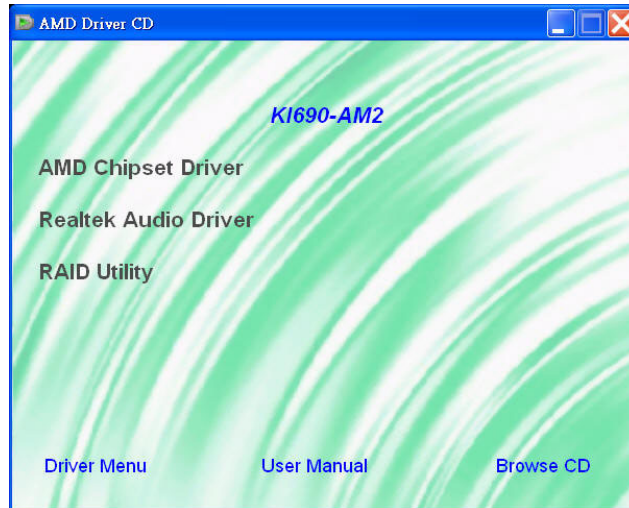 AMD Driver CD
KI690-AM2
AMD Chipset Driver
Realtek Audio Driver
RAID Utility
Driver Menu User Manual Browse CD